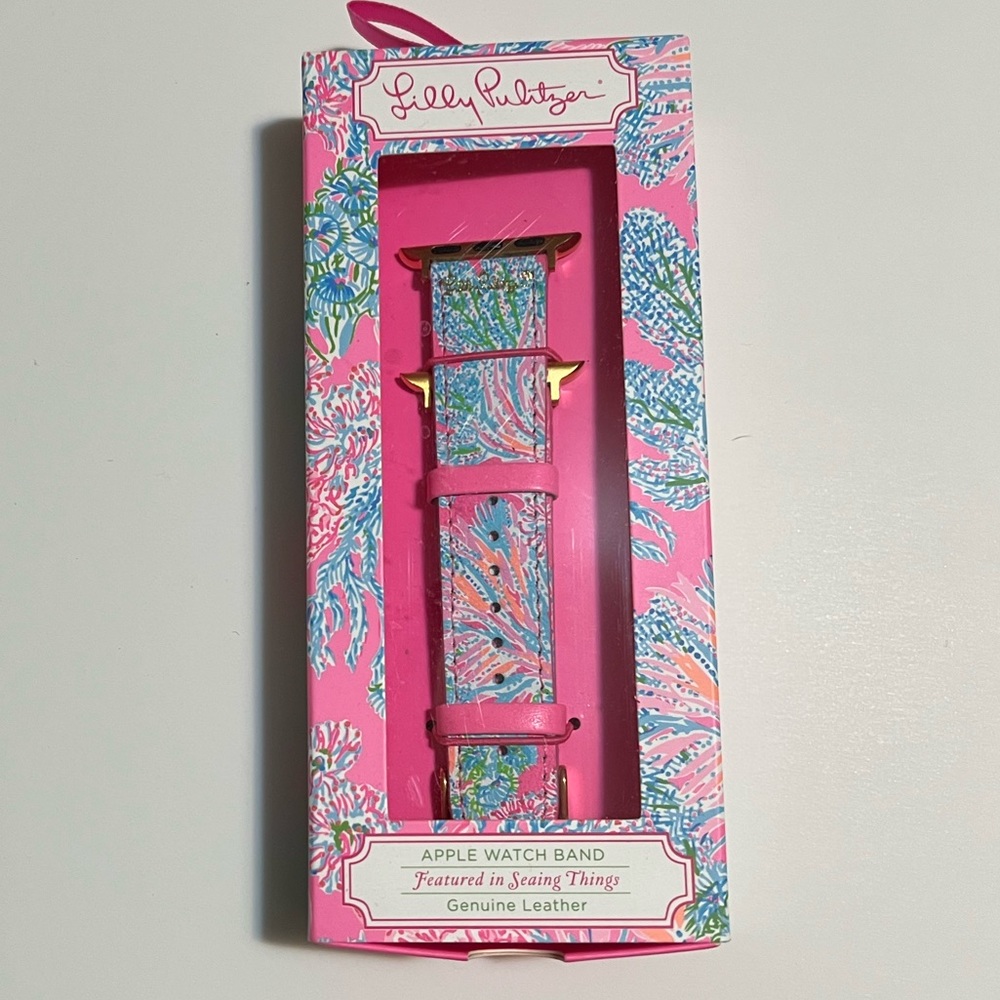 Lilly Pulitzer®
APPLE WATCH BAND
Featured in Seaing Things
Genuine Leather